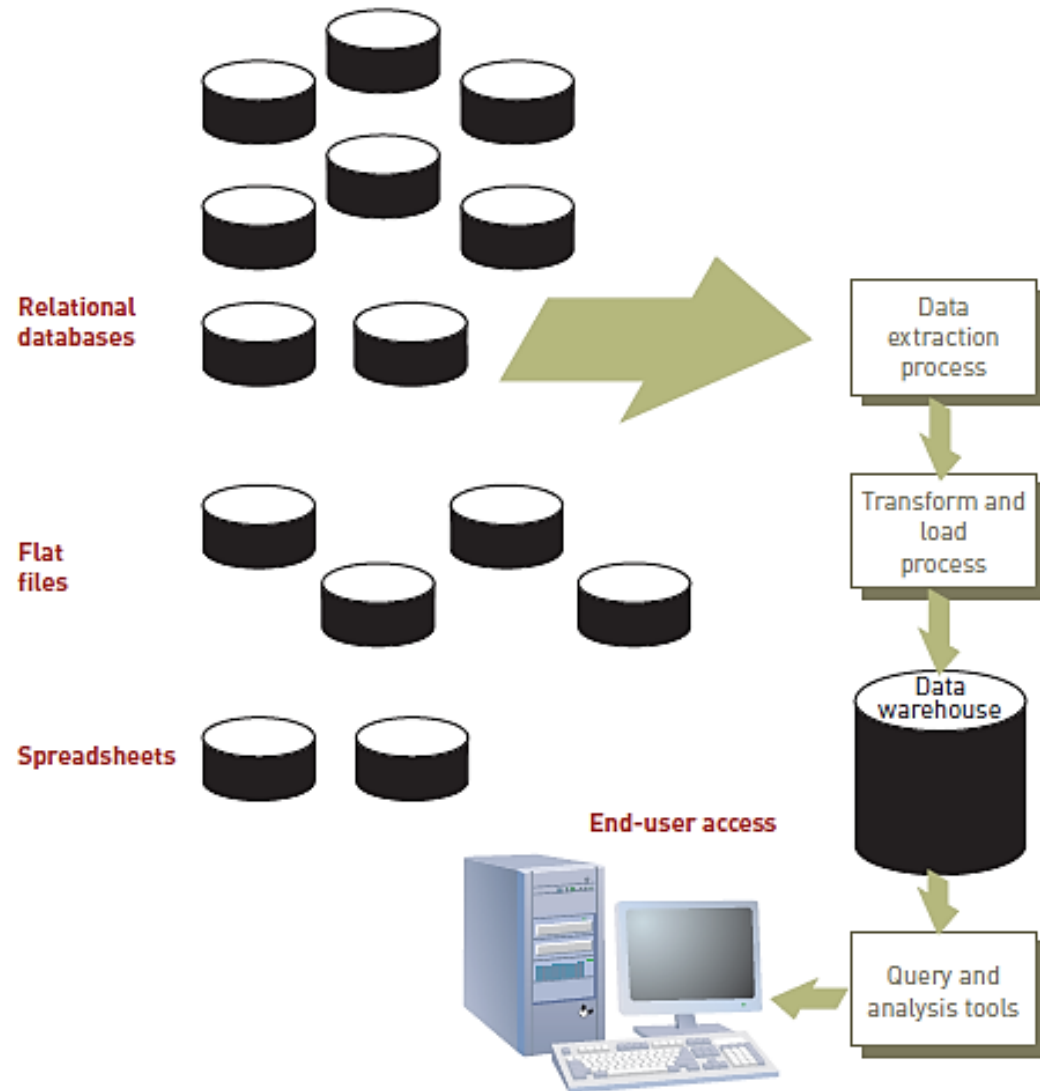 Relational
databases
Data
extraction
process
Transform and
load
process
Flat
files
Data
warehouse
Spreadsheets
End-user access
Query and
analysis tools